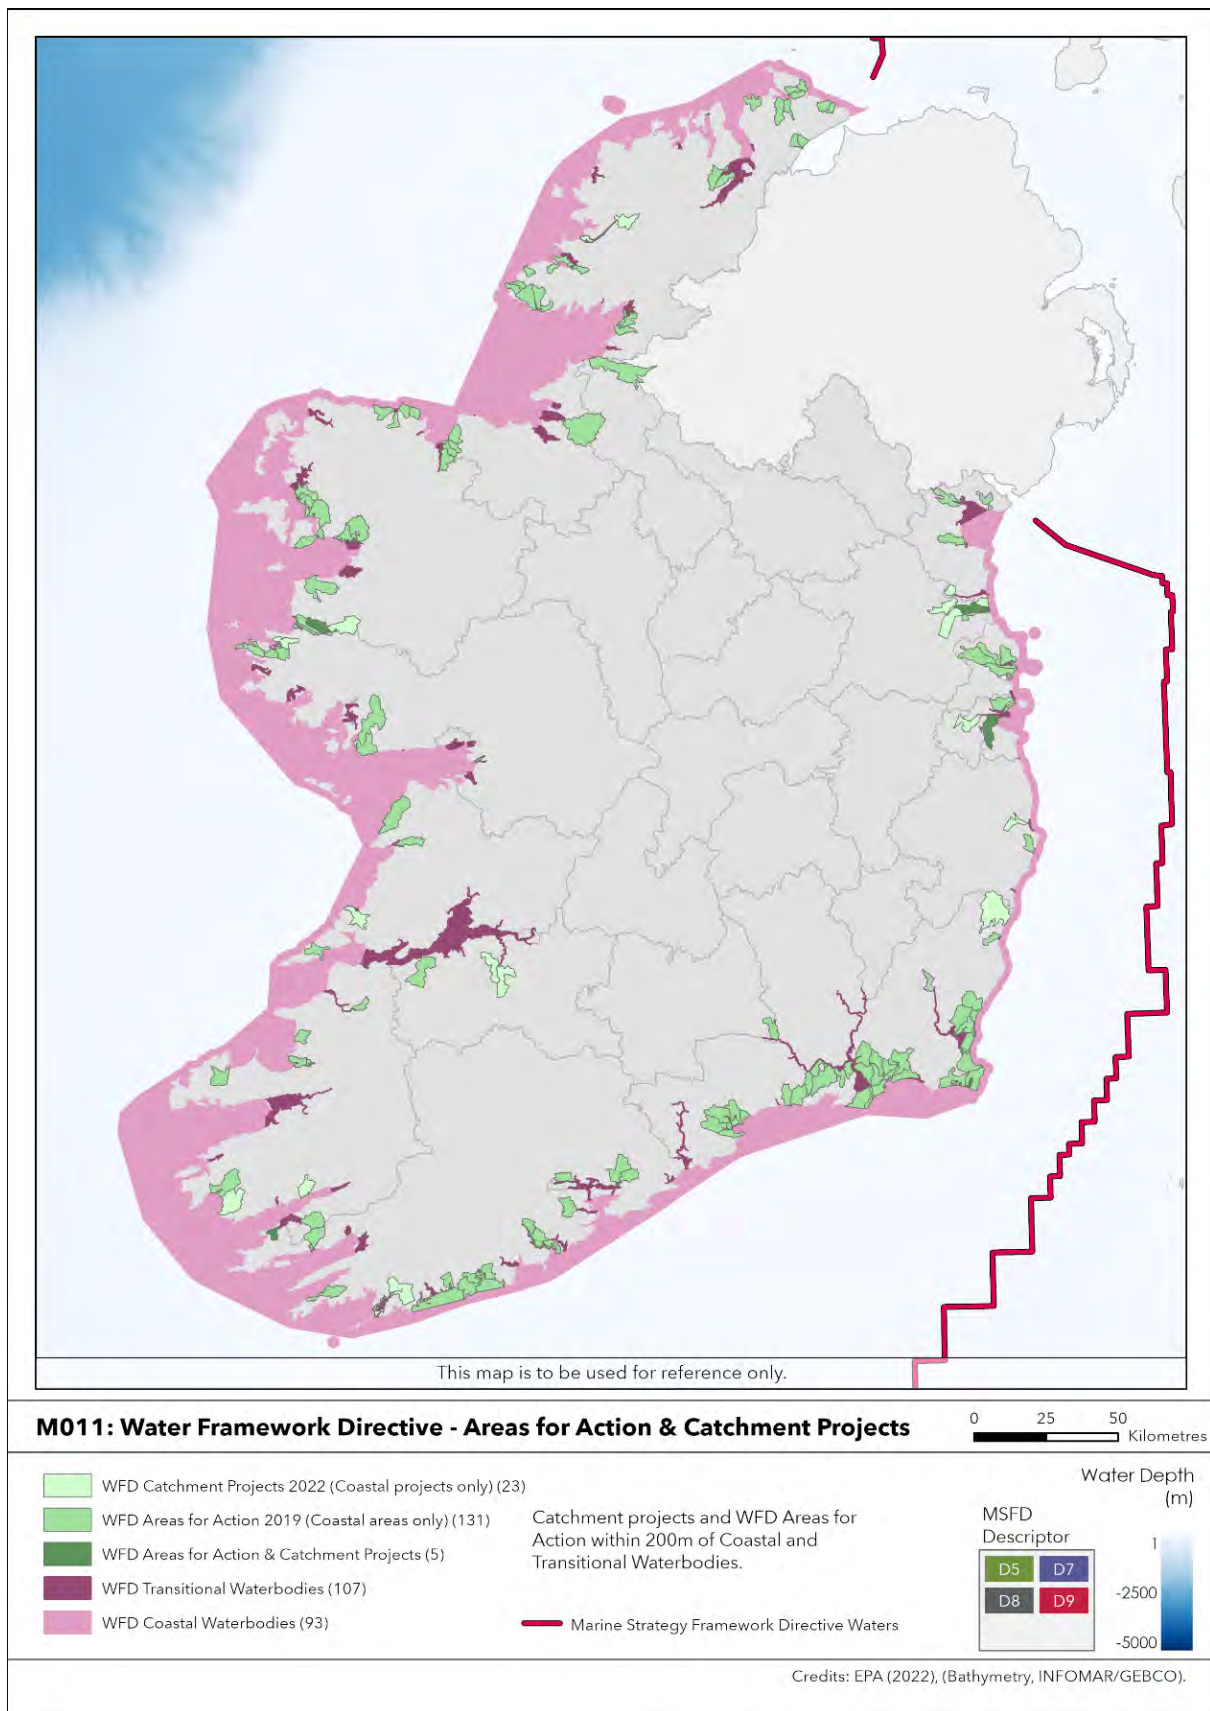 This map is to be used for reference only.
M011: Water Framework Directive - Areas for Action & Catchment Projects
0 25 50
Kilometres
WFD Catchment Projects 2022 (Coastal projects only) (23)
WFD Areas for Action 2019 (Coastal areas only) (131)
WFD Areas for Action & Catchment Projects (5)
WFD Transitional Waterbodies (107)
WFD Coastal Waterbodies (93)
Catchment projects and WFD Areas for
Action within 200m of Coastal and
Transitional Waterbodies.
Marine Strategy Framework Directive Waters
MSFD
Descriptor
D5 D7
D8 D9
Water Depth
(m)
1
-2500
-5000
Credits: EPA (2022), (Bathymetry, INFOMAR/GEBCO).